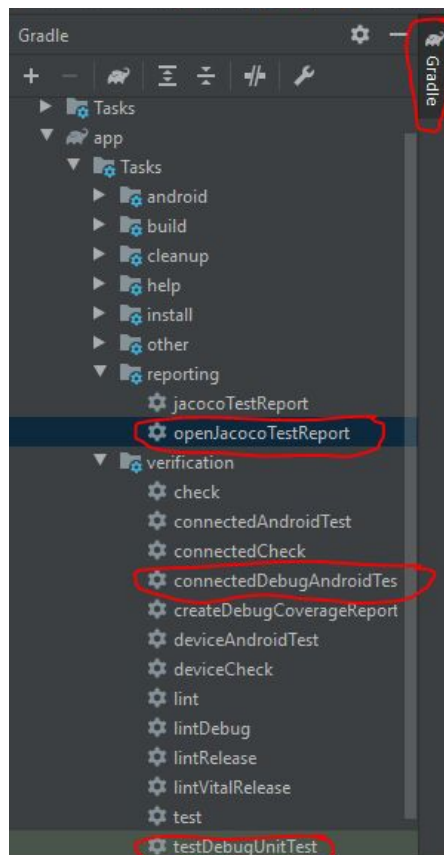 Gradle
Gradle
Tasks
app
Tasks
android
build
cleanup
help
install
other
reporting
jacocoTestReport
openJacocoTestReport
verification
check
connectedAndroidTest
connectedCheck
connectedDebugAndroidTes
createDebugCoverageReport
deviceAndroidTest
deviceCheck
lint
lintDebug
lintRelease
lintVitalRelease
test
testDebugUnitTest